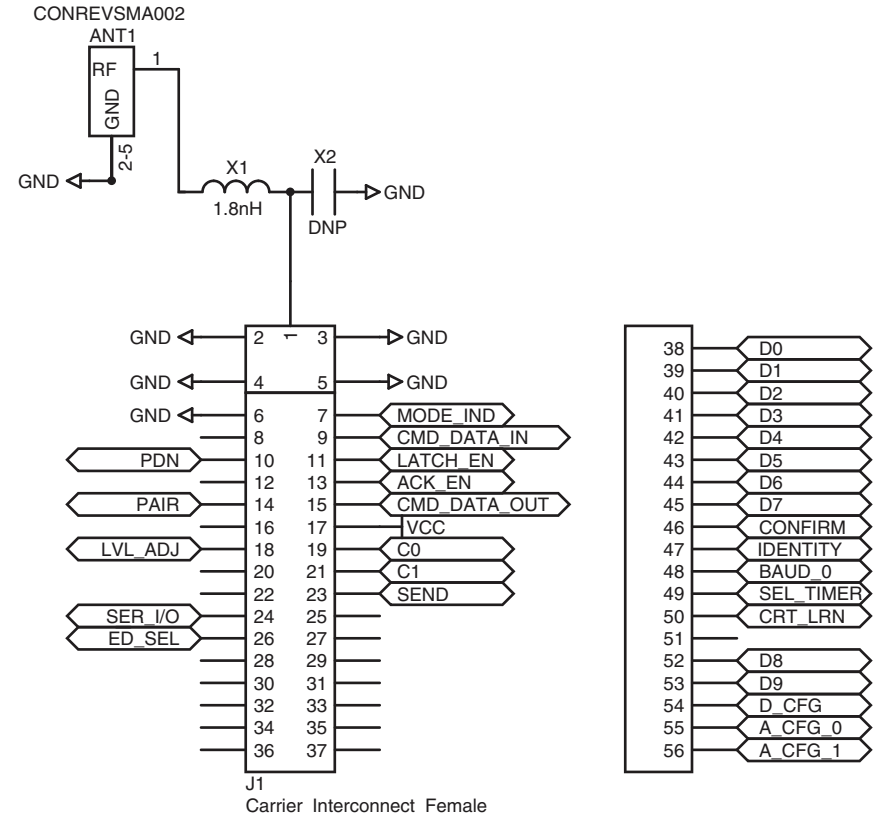 CONREVSMA002
ANT1
RF
1
GND
2-5
GND
X1
1.8nH
X2
DNP
GND
1
GND 2 3 GND
GND 4 5 GND
GND 6 7 MODE_IND
8 9 CMD_DATA_IN
PDN 10 11 LATCH_EN
12 13 ACK_EN
PAIR 14 15 CMD_DATA_OUT
16 17 VCC
LVL_ADJ 18 19 C0
20 21 C1
22 23 SEND
SER_I/O 24 25
ED_SEL 26 27
28 29
30 31
32 33
34 35
36 37
J1
Carrier Interconnect Female
38 D0
39 D1
40 D2
41 D3
42 D4
43 D5
44 D6
45 D7
46 CONFIRM
47 IDENTITY
48 BAUD_0
49 SEL_TIMER
50 CRT_LRN
51
52 D8
53 D9
54 D_CFG
55 A_CFG_0
56 A_CFG_1